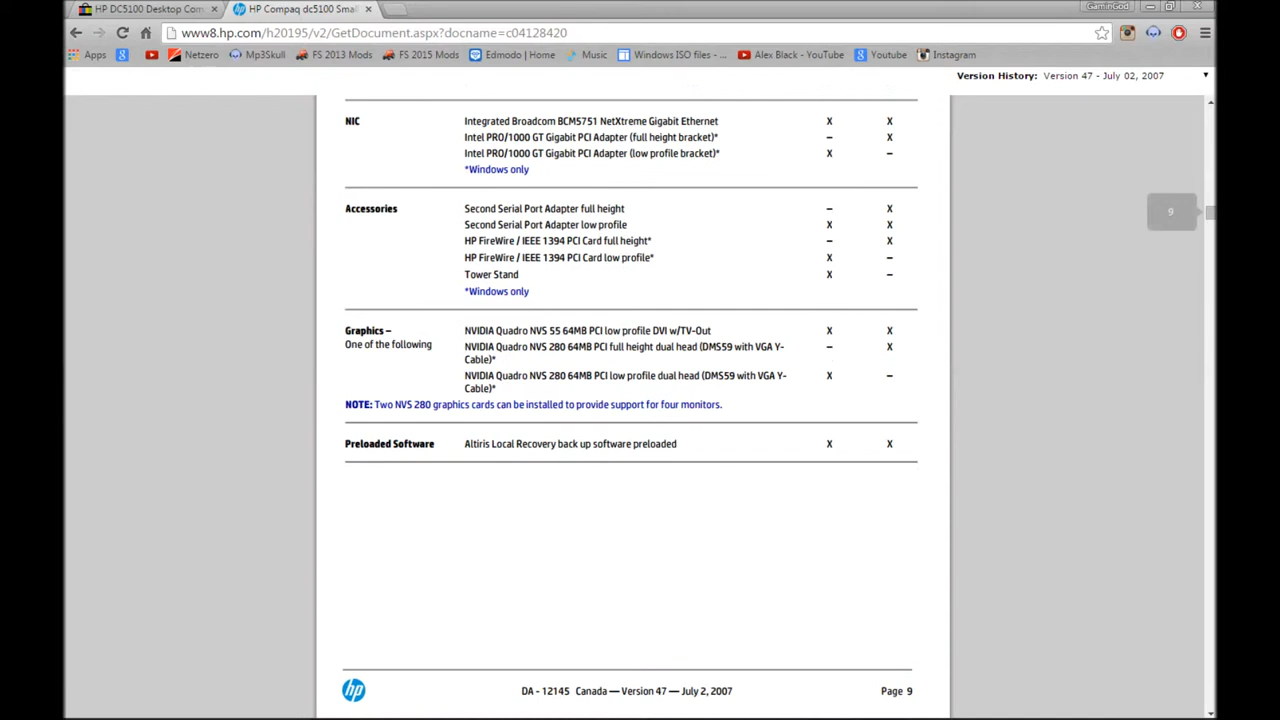 HP DC5100 Desktop Com
HP Compaq dc5100 Smal
GaminGod
www8.hp.com/h20195/v2/GetDocument.aspx?docname=c04128420
Apps
Netzero
Mp3Skull
FS 2013 Mods
FS 2015 Mods
Edmodo | Home
Music
Windows ISO files - ...
Alex Black - YouTube
Youtube
Instagram
Version History: Version 47 - July 02, 2007
NIC Integrated Broadcom BCM5751 NetXtreme Gigabit Ethernet X X
Intel PRO/1000 GT Gigabit PCI Adapter (full height bracket)* – X
Intel PRO/1000 GT Gigabit PCI Adapter (low profile bracket)* X –
*Windows only
Accessories Second Serial Port Adapter full height – X
Second Serial Port Adapter low profile X X
HP FireWire / IEEE 1394 PCI Card full height* – X
HP FireWire / IEEE 1394 PCI Card low profile* X –
Tower Stand X –
*Windows only
9
Graphics – NVIDIA Quadro NVS 55 64MB PCI low profile DVI w/TV-Out X X
One of the following NVIDIA Quadro NVS 280 64MB PCI full height dual head (DMS59 with VGA Y- – X
Cable)*
NVIDIA Quadro NVS 280 64MB PCI low profile dual head (DMS59 with VGA Y- X –
Cable)*
NOTE: Two NVS 280 graphics cards can be installed to provide support for four monitors.
Preloaded Software Altiris Local Recovery back up software preloaded X X
hp DA - 12145 Canada — Version 47 — July 2, 2007 Page 9